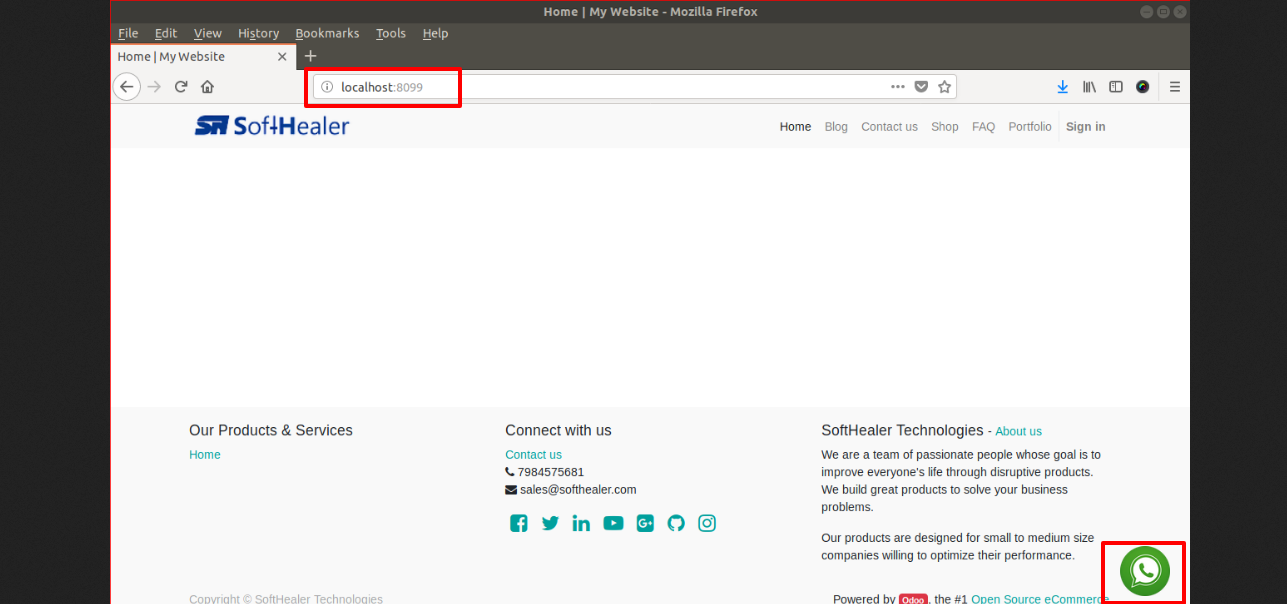 Home | My Website - Mozilla Firefox
File Edit View History Bookmarks Tools Help
Home | My Website
localhost:8099
SoftHealer
Home Blog Contact us Shop FAQ Portfolio Sign in
Our Products & Services
Home
Connect with us
Contact us
7984575681
sales@softhealer.com
SoftHealer Technologies - About us
We are a team of passionate people whose goal is to
improve everyone's life through disruptive products.
We build great products to solve your business
problems.
Our products are designed for small to medium size
companies willing to optimize their performance.
Copyright © SoftHealer Technologies
Powered by Odoo, the #1 Open Source eCommerce